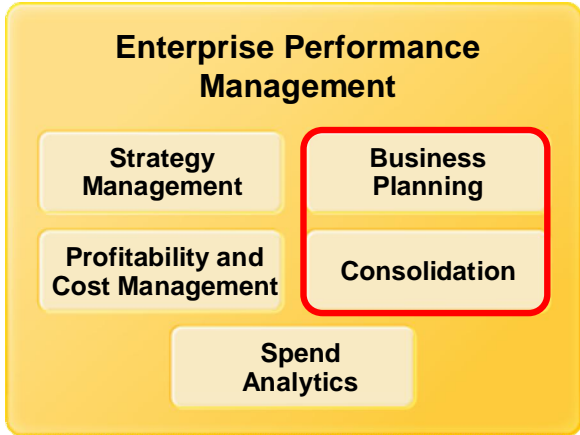 Enterprise Performance
Management
Strategy
Management
Business
Planning
Profitability and
Cost Management
Consolidation
Spend
Analytics